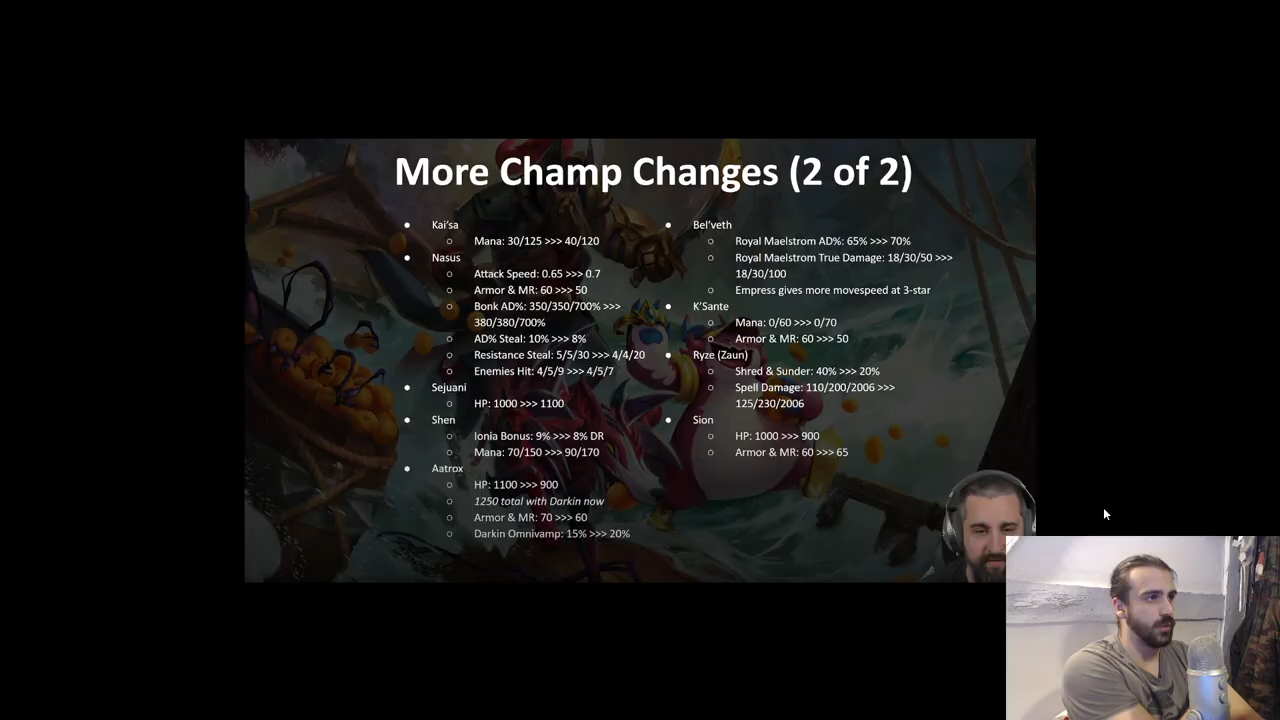 More Champ Changes (2 of 2)
● Kai'sa
○ Mana: 30/125 >>> 40/120
● Nasus
○ Attack Speed: 0.65 >>> 0.7
○ Armor & MR: 60 >>> 50
○ Bonk AD%: 350/350/700% >>>
380/380/700%
○ AD% Steal: 10% >>> 8%
○ Resistance Steal: 5/5/30 >>> 4/4/20
○ Enemies Hit: 4/5/9 >>> 4/5/7
● Sejuani
○ HP: 1000 >>> 1100
● Shen
○ Ionia Bonus: 9% >>> 8% DR
○ Mana: 70/150 >>> 90/170
● Aatrox
○ HP: 1100 >>> 900
○ 1250 total with Darkin now
○ Armor & MR: 70 >>> 60
○ Darkin Omnivamp: 15% >>> 20%
● Bel'veth
○ Royal Maelstrom AD%: 65% >>> 70%
○ Royal Maelstrom True Damage: 18/30/50 >>>
18/30/100
○ Empress gives more movespeed at 3-star
● K'Sante
○ Mana: 0/60 >>> 0/70
○ Armor & MR: 60 >>> 50
● Ryze (Zaun)
○ Shred & Sunder: 40% >>> 20%
○ Spell Damage: 110/200/2006 >>>
125/230/2006
● Sion
○ HP: 1000 >>> 900
○ Armor & MR: 60 >>> 65